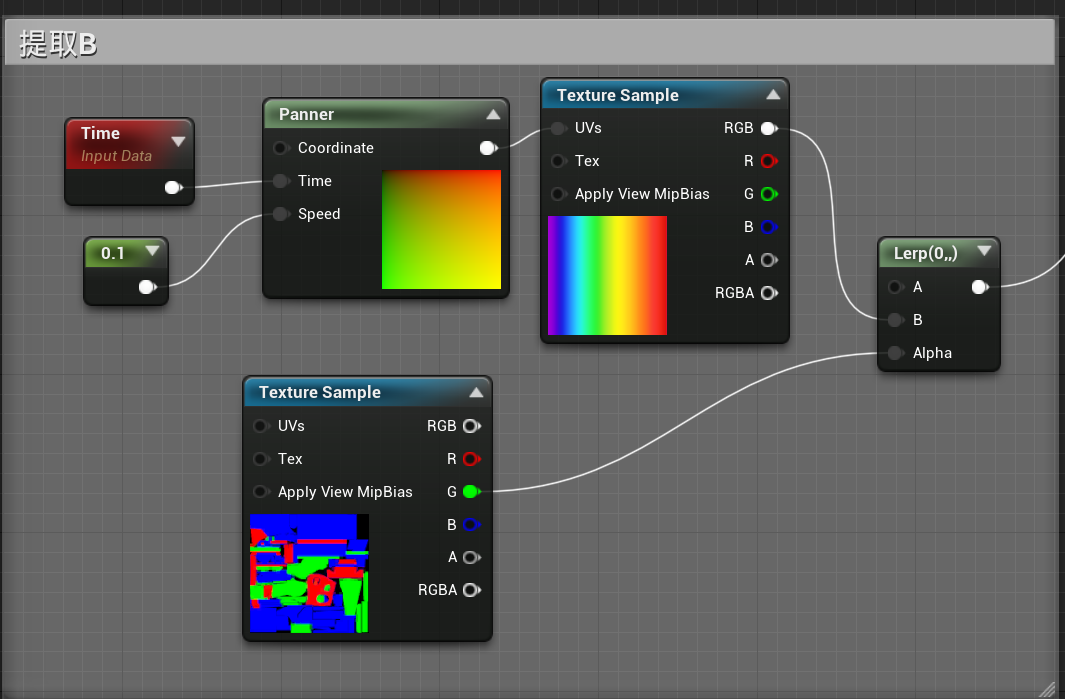 提取B
Time
Input Data
0.1
Panner
Coordinate
Time
Speed
Texture Sample
UVs
RGB
Tex
R
Apply View MipBias
G
B
A
RGBA
Lerp(0,,)
A
B
Alpha
Texture Sample
UVs
RGB
Tex
R
Apply View MipBias
G
B
A
RGBA